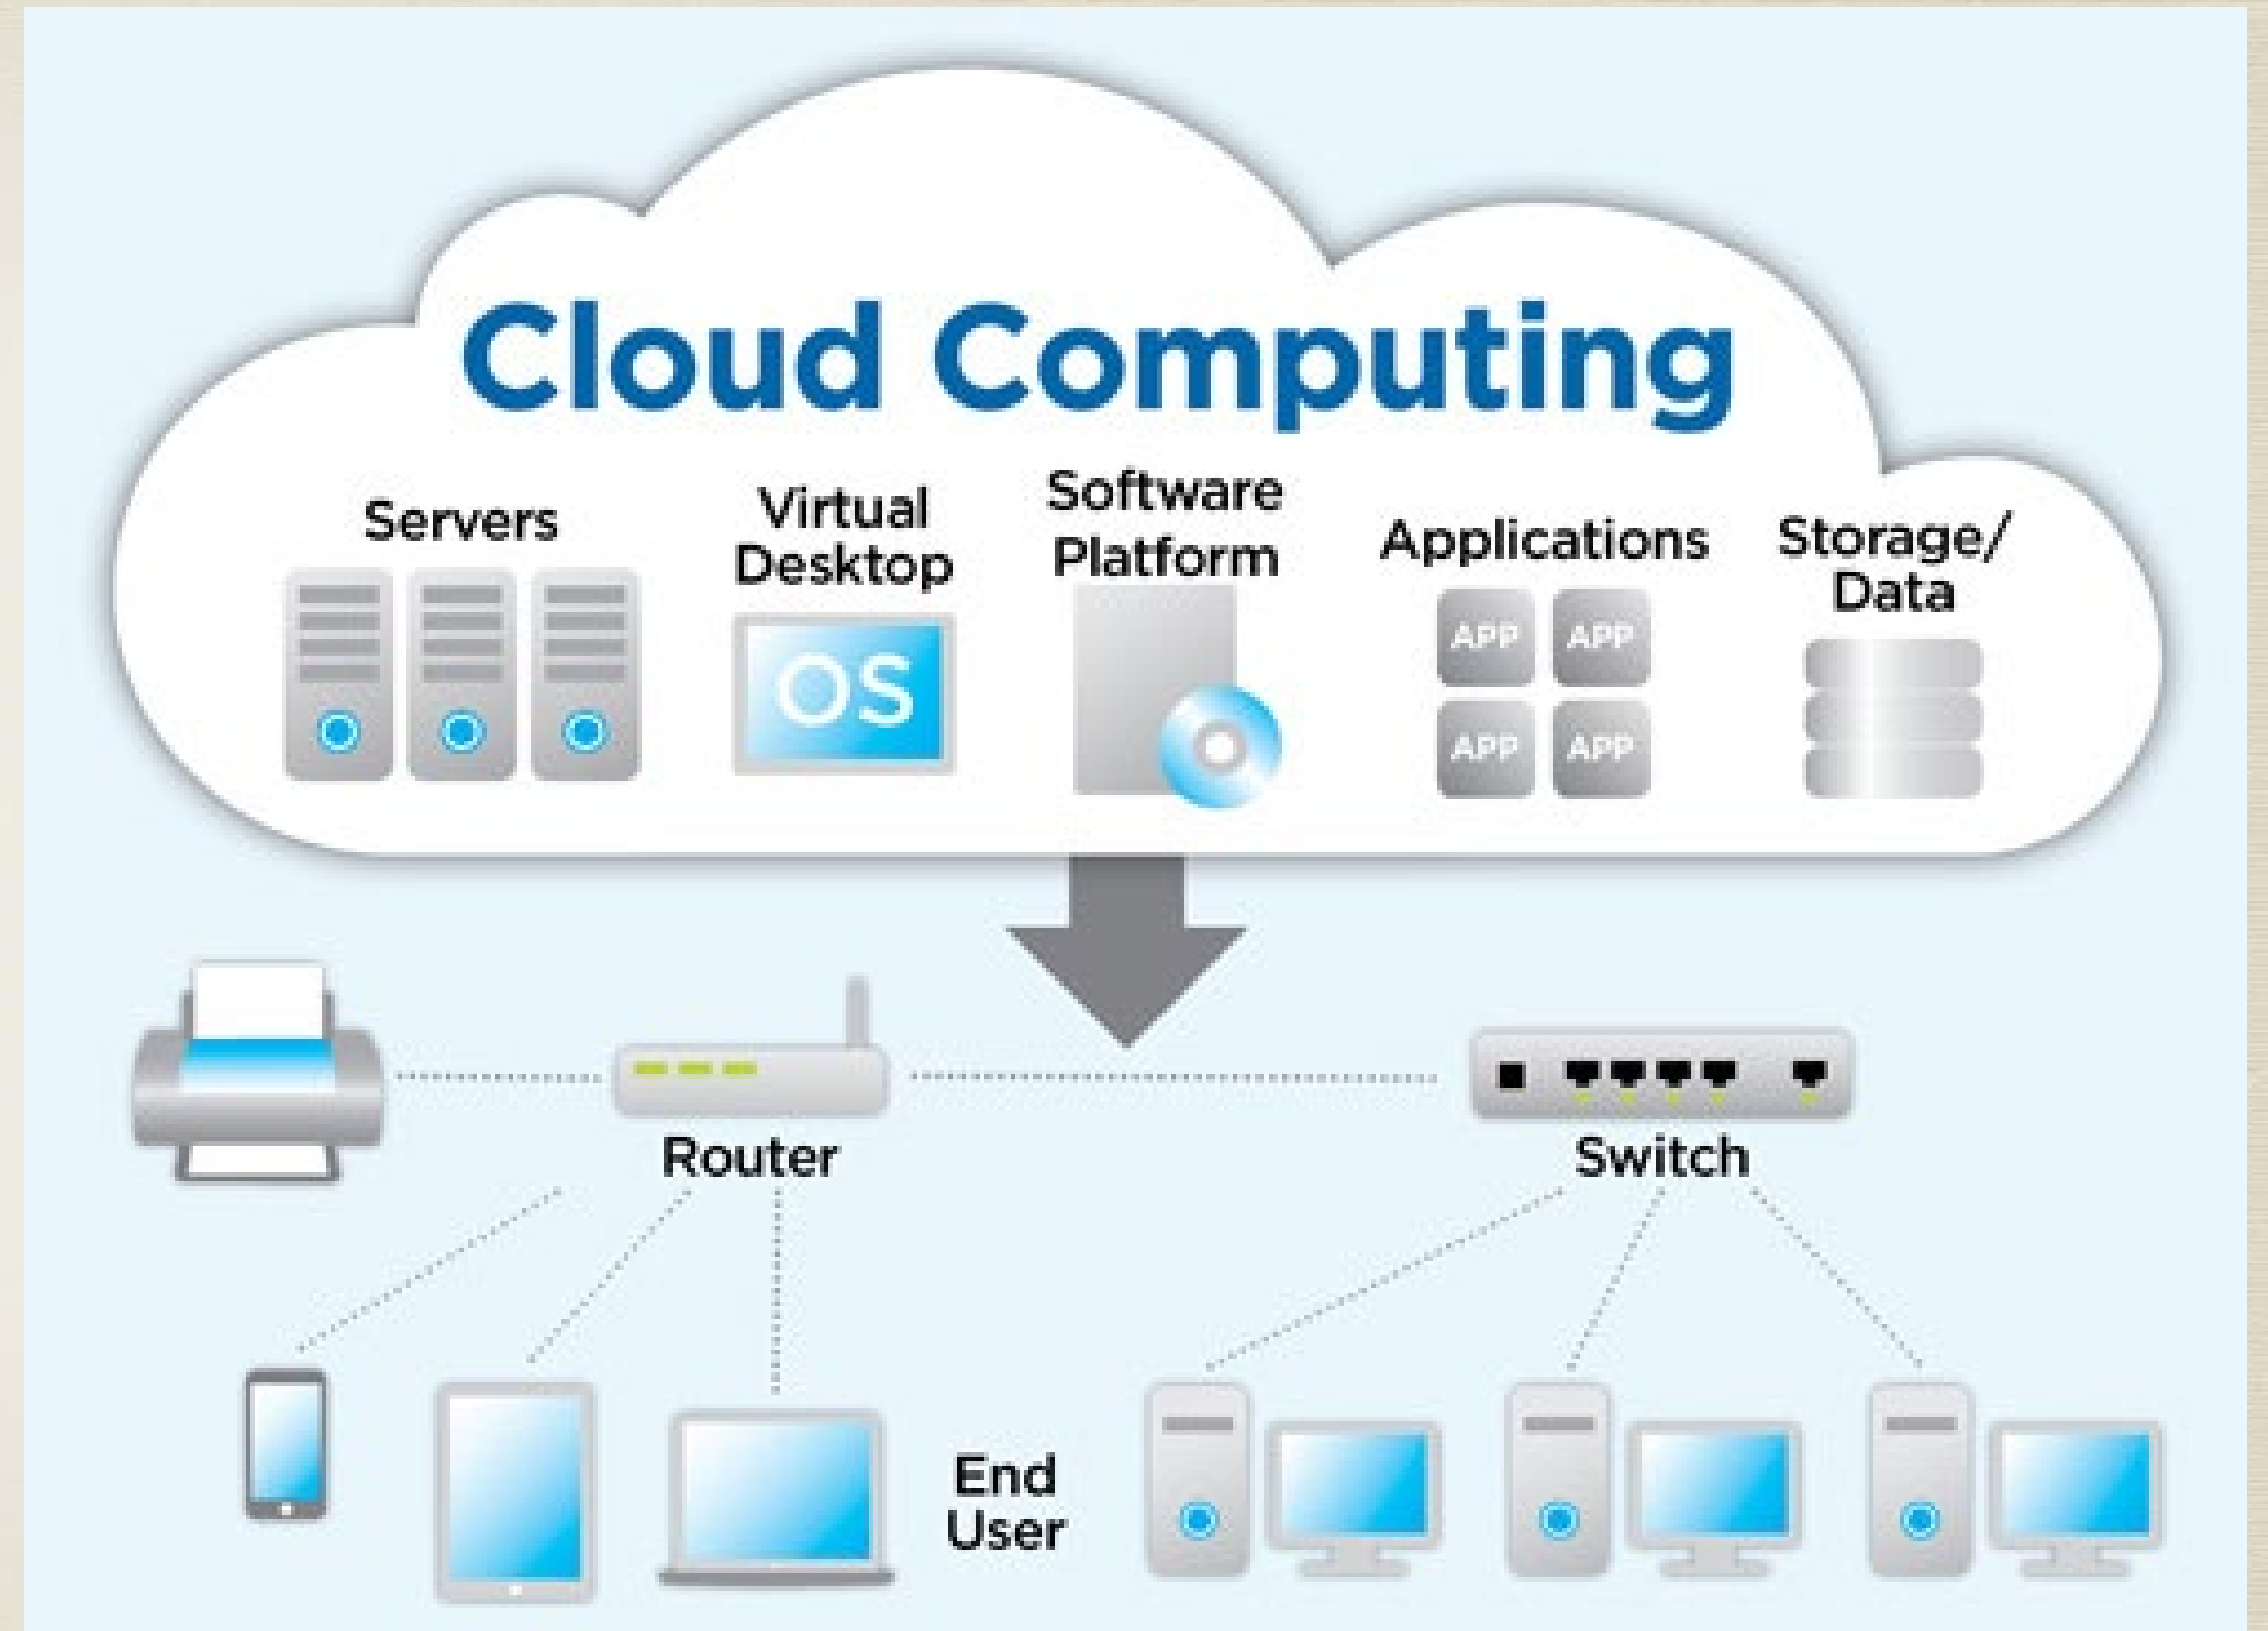 Cloud Computing
Servers
Virtual
Desktop
Software
Platform
Applications
Storage/
Data
OS
APP APP
APP APP
Router
Switch
End
User